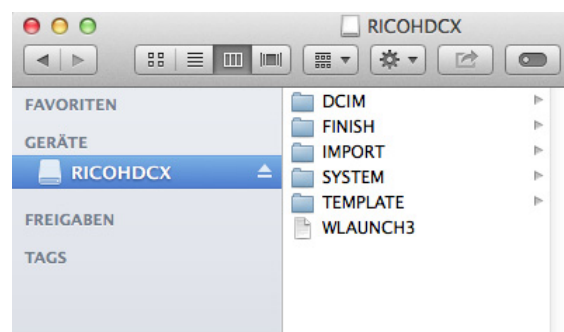 RICOHDCX
FAVORITEN
GERÄTE
RICOHDCX
FREIGABEN
TAGS
DCIM
FINISH
IMPORT
SYSTEM
TEMPLATE
WLAUNCH3